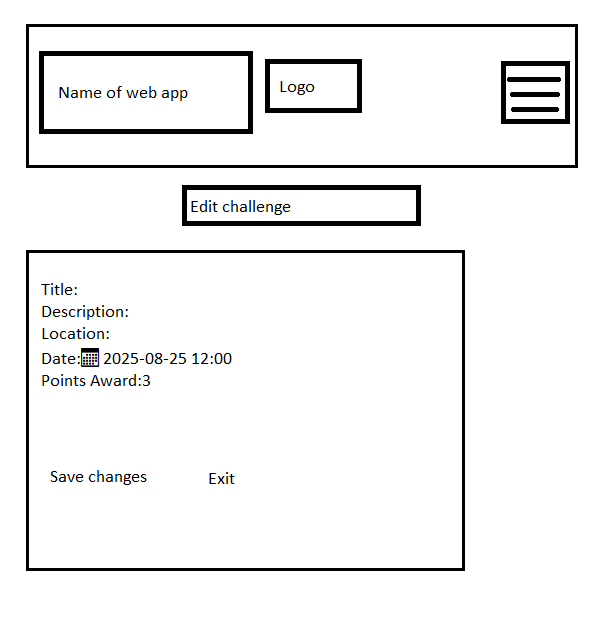 Name of web app
Logo
Edit challenge
Title:
Description:
Location:
Date: 2025-08-25 12:00
Points Award:3
Save changes
Exit